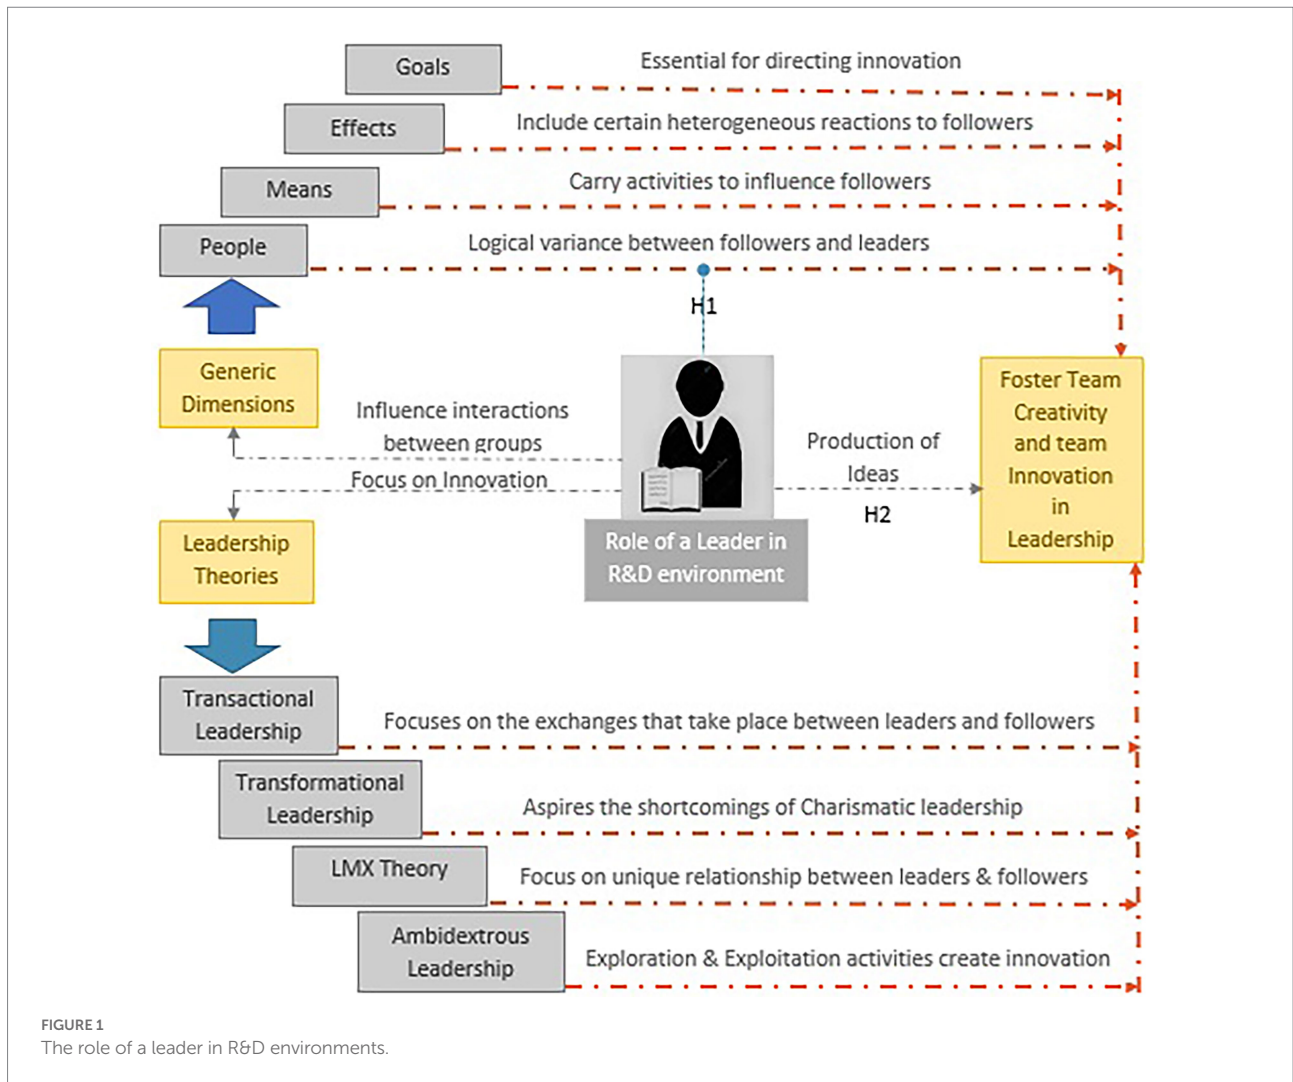 Goals
Essential for directing innovation
Effects
Include certain heterogeneous reactions to followers
Means
Carry activities to influence followers
People
Logical variance between followers and leaders
H1
Generic
Dimensions
Influence interactions
between groups
Focus on Innovation
Leadership
Theories
Role of a Leader in
R&D environment
Production of
Ideas
H2
Foster Team
Creativity
and team
Innovation
in
Leadership
Transactional
Leadership
Focuses on the exchanges that take place between leaders and followers
Transformational
Leadership
Aspires the shortcomings of Charismatic leadership
LMX Theory
Focus on unique relationship between leaders & followers
Ambidextrous
Leadership
Exploration & Exploitation activities create innovation
FIGURE 1
The role of a leader in R&D environments.